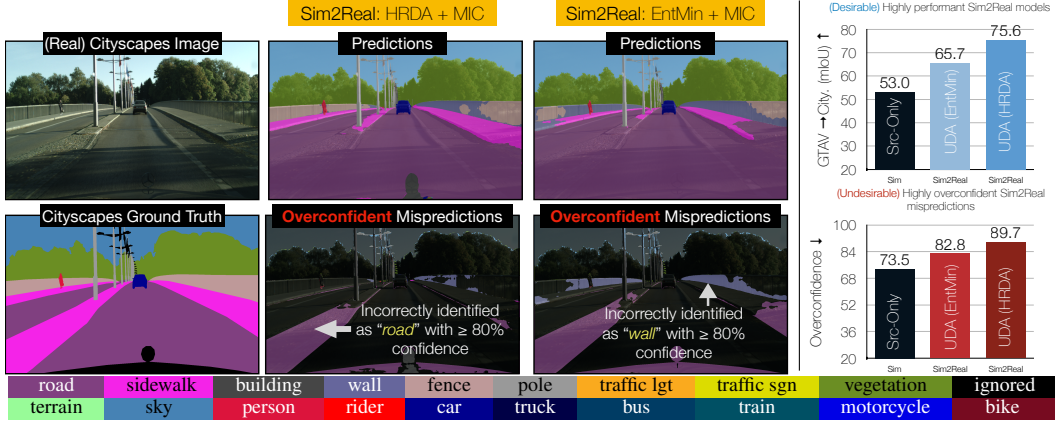 Sim2Real: HRDA + MIC
Sim2Real: EntMin + MIC
(Real) Cityscapes Image
Predictions
Predictions
Cityscapes Ground Truth
Overconfident Mispredictions
Overconfident Mispredictions
Incorrectly identified
as “road” with ≥ 80%
confidence
Incorrectly identified
as “wall” with ≥ 80%
confidence
(Desirable) Highly performant Sim2Real models
GTAV → City. (mIoU) ↑
80
70
60
50
40
30
20
53.0
65.7
75.6
Src-Only
UDA (EntMin)
UDA (HRDA)
Sim
Sim2Real
Sim2Real
(Undesirable) Highly overconfident Sim2Real
mispredictions
Overconfidence ↓
100
84
68
52
36
20
73.5
82.8
89.7
Src-Only
UDA (EntMin)
UDA (HRDA)
Sim
Sim2Real
Sim2Real
road sidewalk building wall fence pole traffic lgt traffic sgn vegetation ignored
terrain sky person rider car truck bus train motorcycle bike